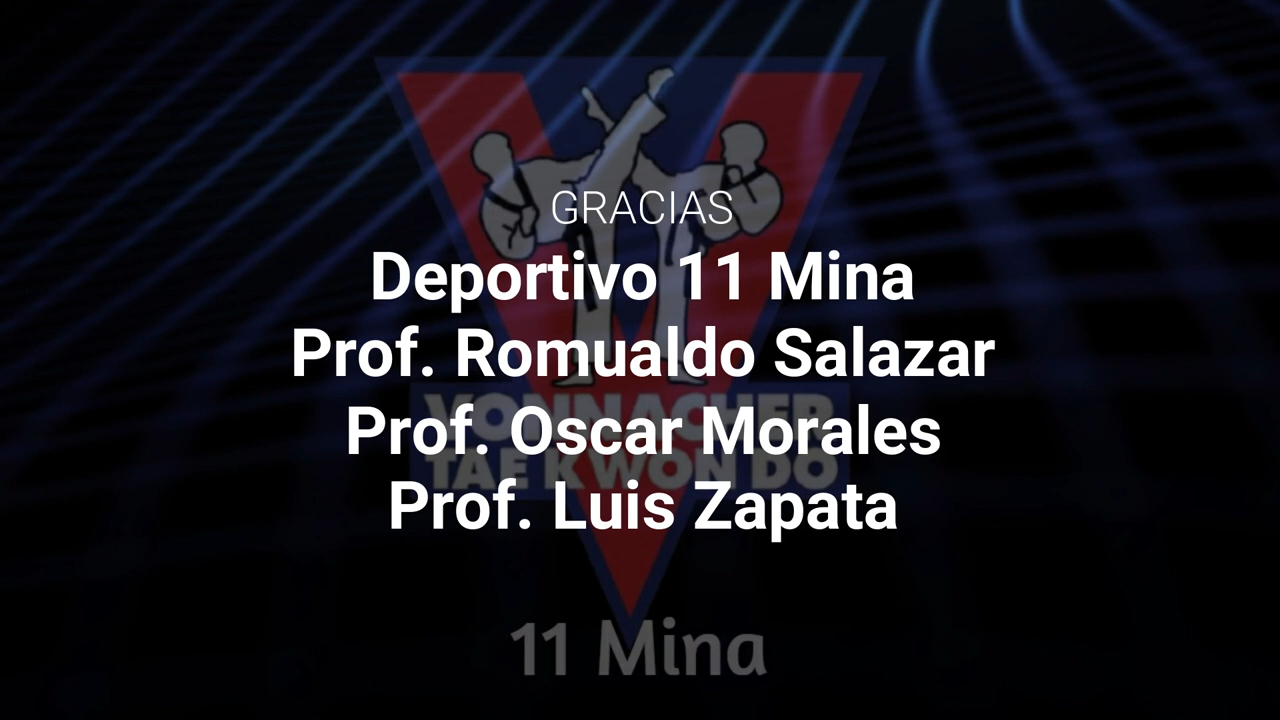 GRACIAS
Deportivo 11 Mina
Prof. Romualdo Salazar
Prof. Oscar Morales
Prof. Luis Zapata
VONNACHER
TAE KWON DO
11 Mina